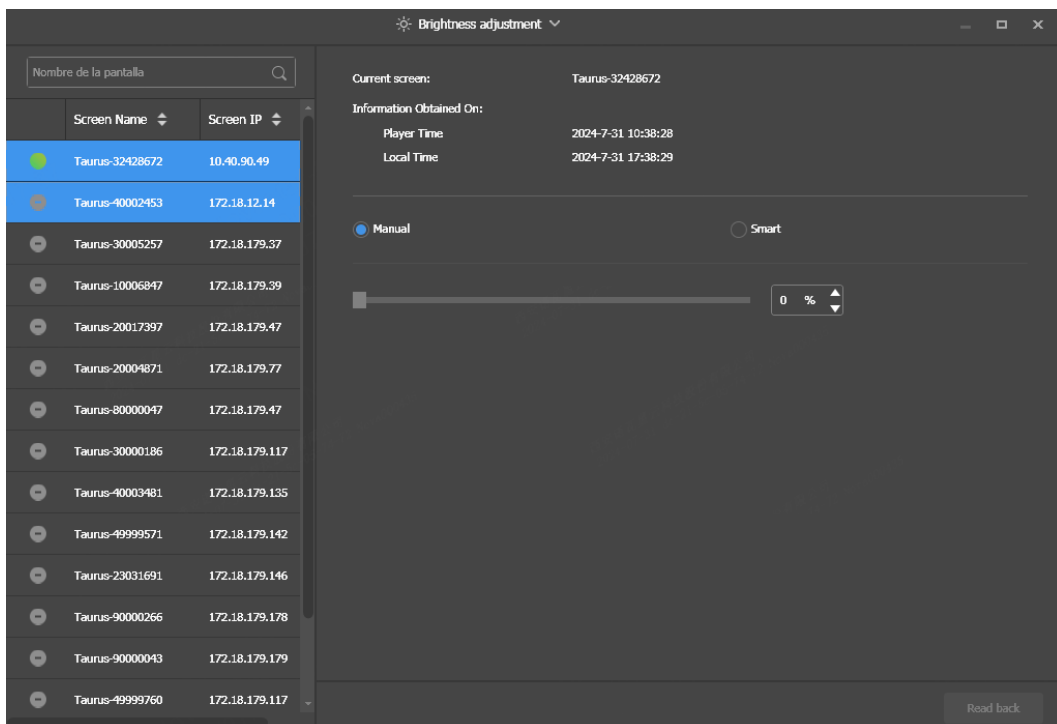 Brightness adjustment
Nombre de la pantalla
Screen Name Screen IP
Taurus-32428672 10.40.90.49
Taurus-40002453 172.18.12.14
Taurus-30005257 172.18.179.37
Taurus-10006847 172.18.179.39
Taurus-20017397 172.18.179.47
Taurus-20004871 172.18.179.77
Taurus-80000047 172.18.179.47
Taurus-30000186 172.18.179.117
Taurus-40003481 172.18.179.135
Taurus-49999571 172.18.179.142
Taurus-23031691 172.18.179.146
Taurus-90000266 172.18.179.178
Taurus-90000043 172.18.179.179
Taurus-49999760 172.18.179.117
Current screen: Taurus-32428672
Information Obtained On:
Player Time 2024-7-31 10:38:28
Local Time 2024-7-31 17:38:29
Manual Smart
0 %
Read back